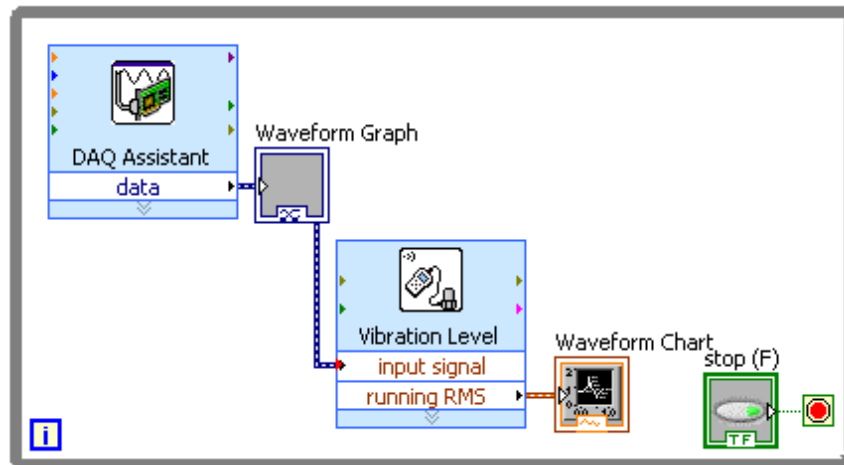 DAQ Assistant
data
Waveform Graph
Vibration Level
input signal
running RMS
Waveform Chart
stop (F)
TF
i